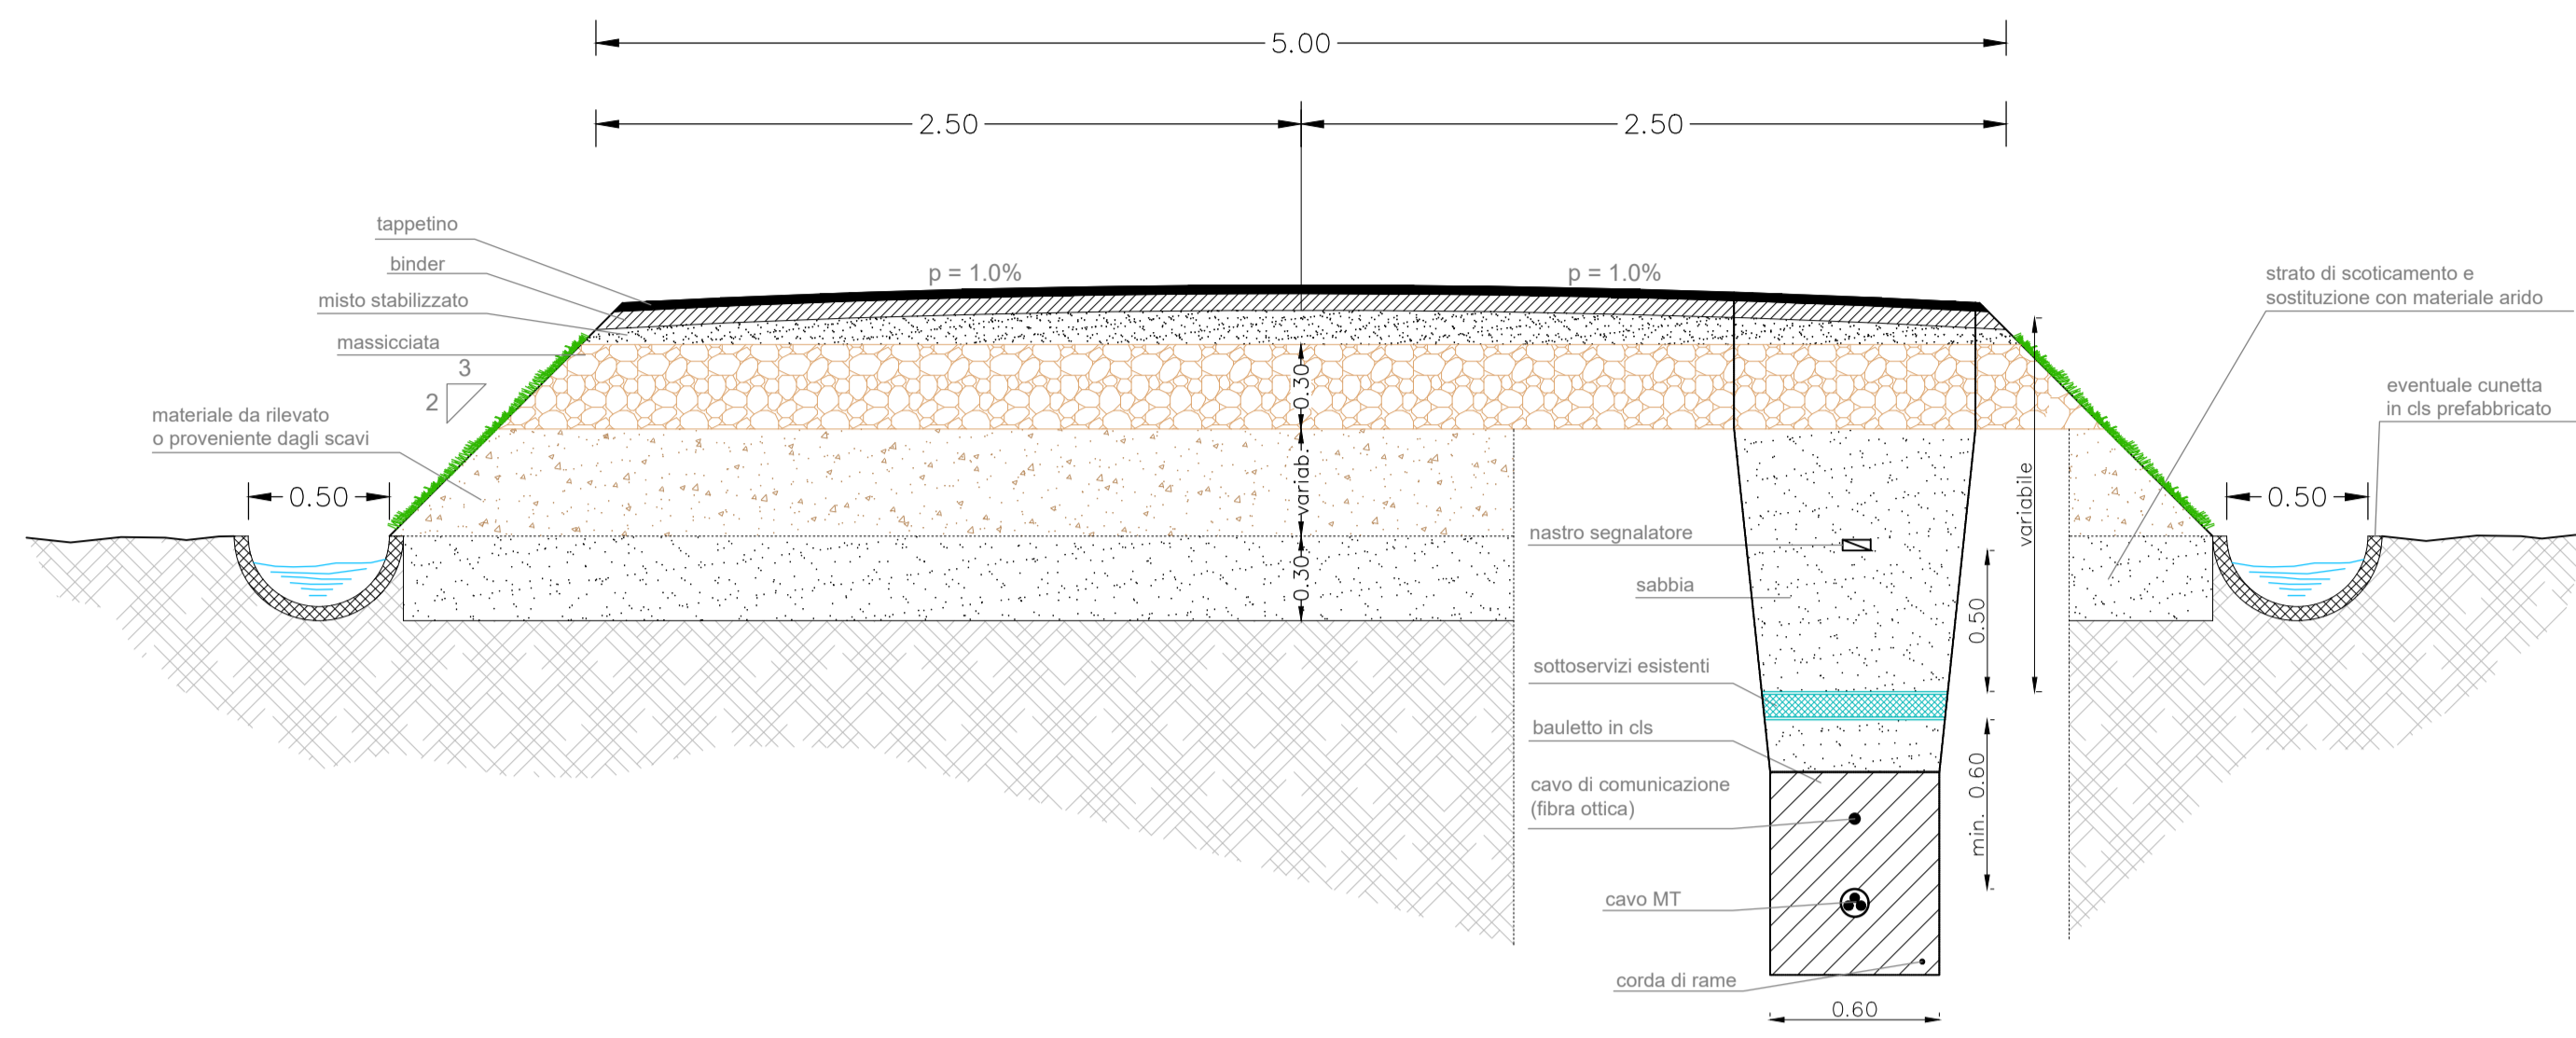 5.00
2.50
2.50
tappetino
binder
misto stabilizzato
massicciata
3
2
materiale da rilevato
o proveniente dagli scavi
0.50
p = 1.0%
p = 1.0%
0.30
variab.
0.30
nastro segnalatore
sabbia
sottoservizi esistenti
bauletto in cls
cavo di comunicazione
(fibra ottica)
cavo MT
corda di rame
0.60
0.50
min. 0.60
variabile
strato di scoticamento e
sostituzione con materiale arido
eventuale cunetta
in cls prefabbricato
0.50